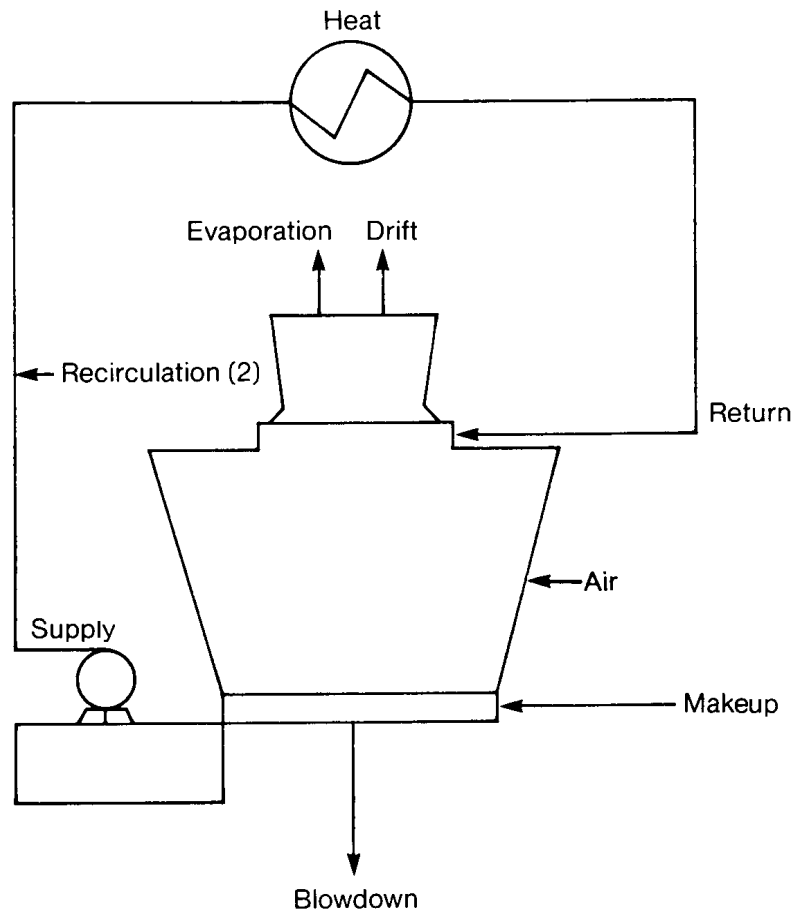 Heat
Evaporation Drift
Recirculation (2)
Return
Air
Supply
Makeup
Blowdown